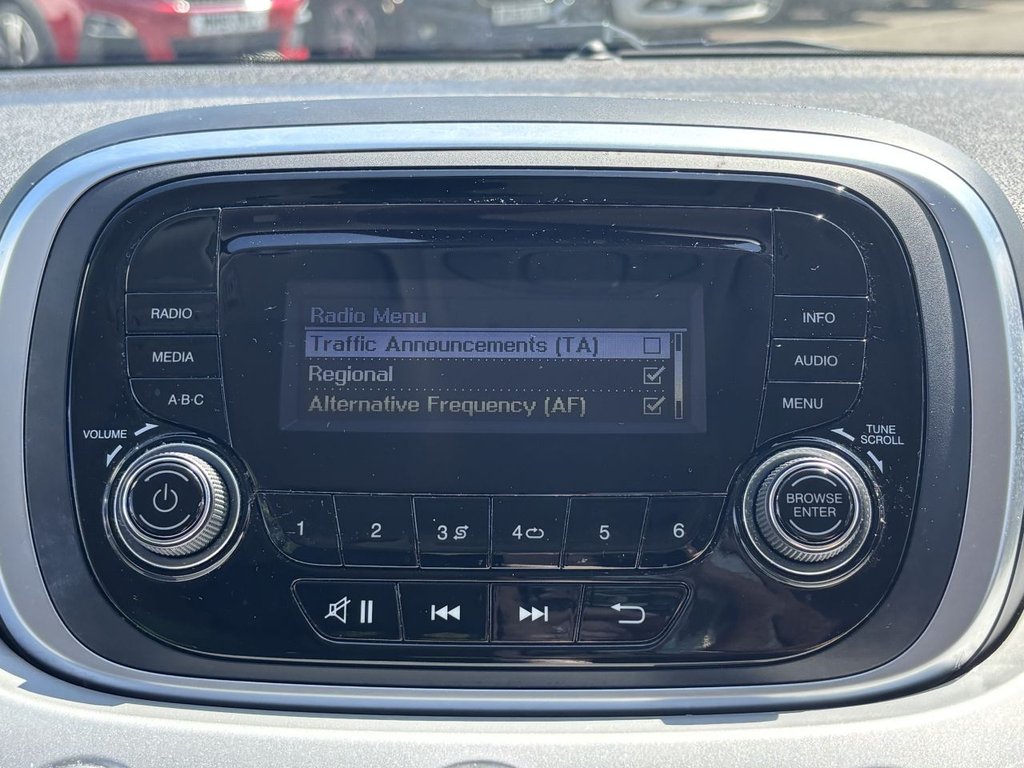 RADIO
MEDIA
A·B·C
VOLUME
Radio Menu
Traffic Announcements (TA)
Regional
Alternative Frequency (AF)
INFO
AUDIO
MENU
TUNE
SCROLL
BROWSE
ENTER
1
2
3
4
5
6